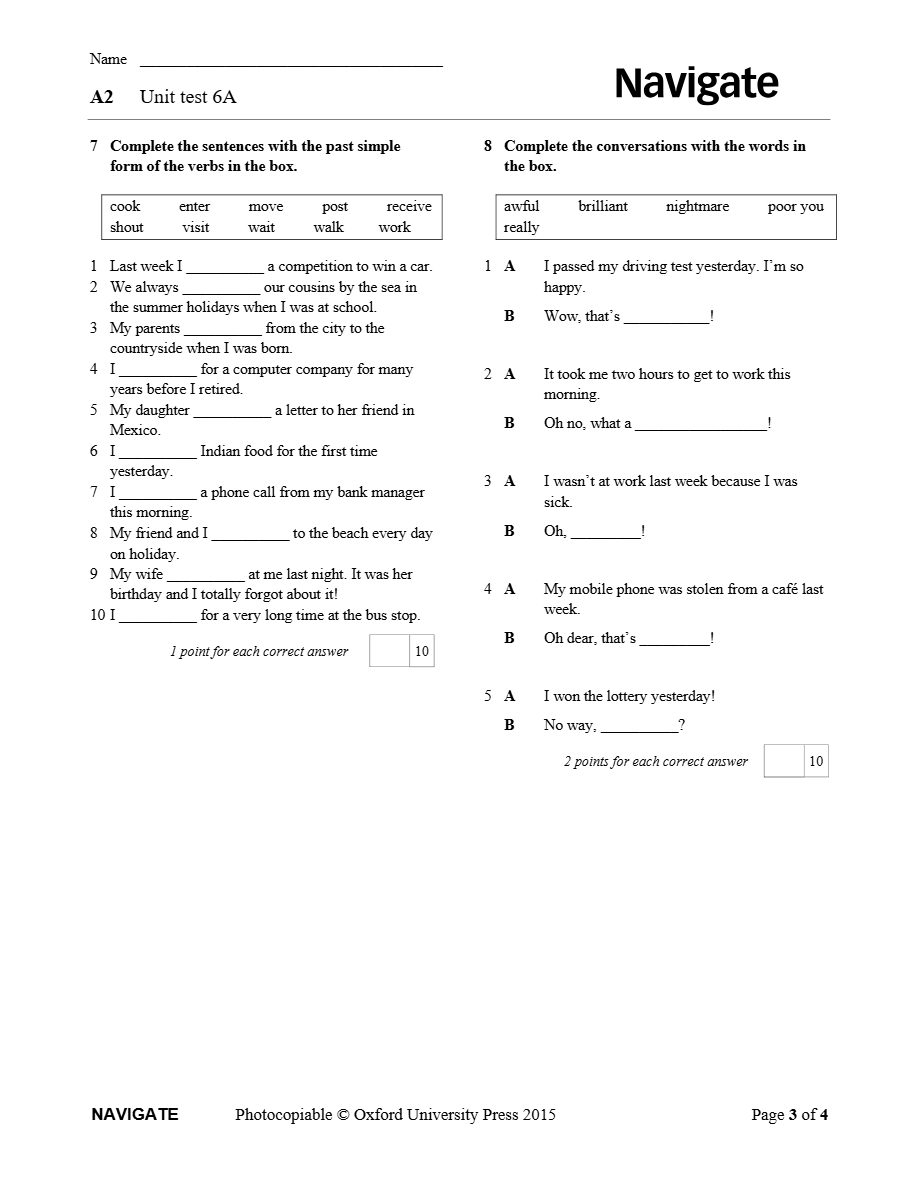 Name ____________________________________
Navigate
A2 Unit test 6A
7 Complete the sentences with the past simple
form of the verbs in the box.
cook enter move post receive
shout visit wait walk work
1 Last week I __________ a competition to win a car.
2 We always __________ our cousins by the sea in
the summer holidays when I was at school.
3 My parents __________ from the city to the
countryside when I was born.
4 I __________ for a computer company for many
years before I retired.
5 My daughter __________ a letter to her friend in
Mexico.
6 I __________ Indian food for the first time
yesterday.
7 I __________ a phone call from my bank manager
this morning.
8 My friend and I __________ to the beach every day
on holiday.
9 My wife __________ at me last night. It was her
birthday and I totally forgot about it!
10 I __________ for a very long time at the bus stop.
1 point for each correct answer 10
8 Complete the conversations with the words in
the box.
awful brilliant nightmare poor you
really
1 A I passed my driving test yesterday. I’m so
happy.
B Wow, that’s ___________!
2 A It took me two hours to get to work this
morning.
B Oh no, what a _________________!
3 A I wasn’t at work last week because I was
sick.
B Oh, _________!
4 A My mobile phone was stolen from a café last
week.
B Oh dear, that’s _________!
5 A I won the lottery yesterday!
B No way, __________?
2 points for each correct answer 10
NAVIGATE Photocopiable © Oxford University Press 2015 Page 3 of 4